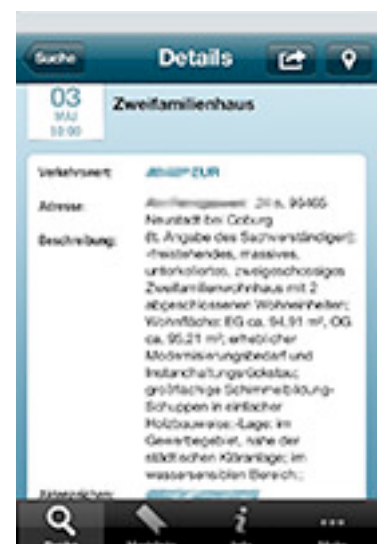 Suche Details
03
MAI
10:00
Zweifamilienhaus
Verkehrswert: EUR
Adresse: 24 a, 96465
Neustadt bei Coburg
Beschreibung: (lt. Angabe des Sachverständigen):
-freistehendes, massives,
unterkellertes, zweigeschossiges
Zweifamilienwohnhaus mit 2
abgeschlossenen Wohneinheiten;
Wohnfläche: EG ca. 94,91 m², OG
ca. 95,21 m²; erheblicher
Modernisierungsbedarf und
Instandhaltungsrückstau;
großflächige Schimmelbildung-
Schuppen in einfacher
Holzbauweise;-Lage: im
Gewerbegebiet, nahe der
städtischen Kläranlage; im
wassersensiblen Bereich.;
Aktenzeichen: